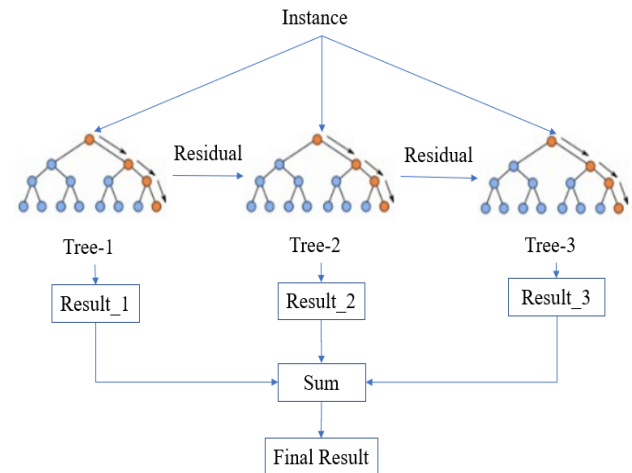 Instance
Residual
Residual
Tree-1
Tree-2
Tree-3
Result_1
Result_2
Result_3
Sum
Final Result